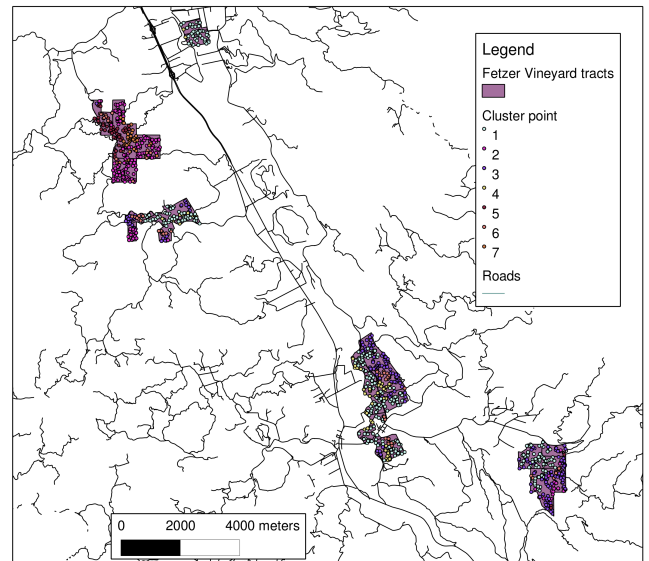 Legend
Fetzer Vineyard tracts
Cluster point
1
2
3
4
5
6
7
Roads
0 2000 4000 meters